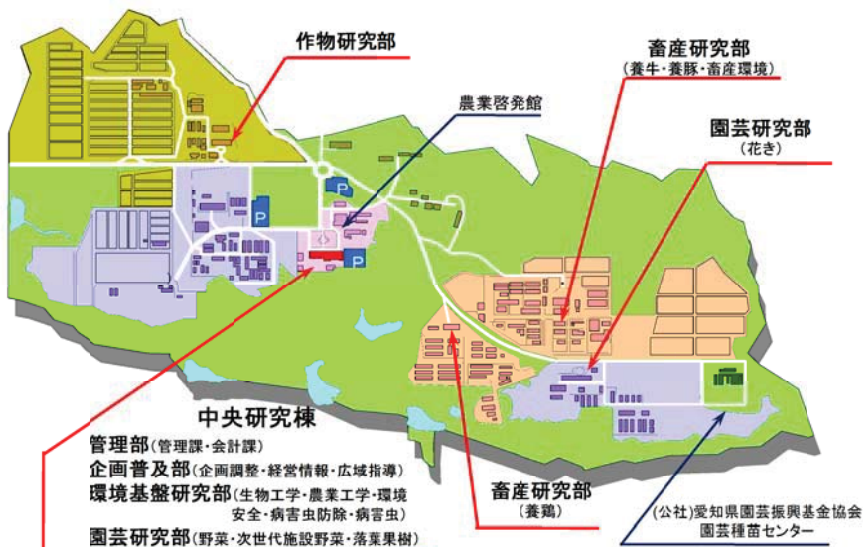 作物研究部
畜産研究部
(養牛・養豚・畜産環境)
農業啓発館
園芸研究部
(花き)
P
P
P
中央研究棟
管理部(管理課・会計課)
企画普及部(企画調整・経営情報・広域指導)
環境基盤研究部(生物工学・農業工学・環境
安全・病害虫防除・病害虫)
園芸研究部(野菜・次世代施設野菜・落葉果樹)
畜産研究部
(養鶏)
(公社)愛知県園芸振興基金協会
園芸種苗センター